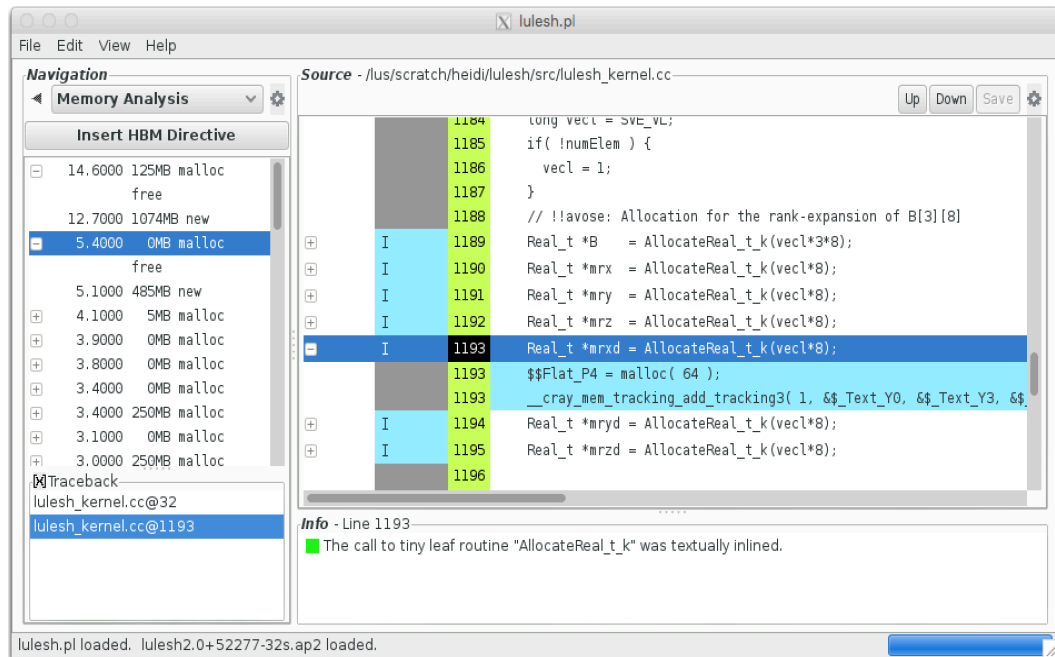 lulesh.pl
File Edit View Help
Navigation
Memory Analysis
Insert HBM Directive
14.6000 125MB malloc
free
12.7000 1074MB new
5.4000 0MB malloc
free
5.1000 485MB new
4.1000 5MB malloc
3.9000 0MB malloc
3.8000 0MB malloc
3.4000 0MB malloc
3.4000 250MB malloc
3.1000 0MB malloc
3.0000 250MB malloc
Traceback
lulesh_kernel.cc@32
lulesh_kernel.cc@1193
Source - /lus/scratch/heidi/lulesh/src/lulesh_kernel.cc
Up Down Save
1184 long vecl = SVE_VL;
1185 if( !numElem ) {
1186 vecl = 1;
1187 }
1188 // !!avose: Allocation for the rank-expansion of B[3][8]
I 1189 Real_t *B = AllocateReal_t_k(vecl*3*8);
I 1190 Real_t *mrx = AllocateReal_t_k(vecl*8);
I 1191 Real_t *mry = AllocateReal_t_k(vecl*8);
I 1192 Real_t *mrz = AllocateReal_t_k(vecl*8);
I 1193 Real_t *mrxd = AllocateReal_t_k(vecl*8);
1193 $$Flat_P4 = malloc( 64 );
1193 __cray_mem_tracking_add_tracking3( 1, &$_Text_Y0, &$_Text_Y3, &$_
I 1194 Real_t *mryd = AllocateReal_t_k(vecl*8);
I 1195 Real_t *mrzd = AllocateReal_t_k(vecl*8);
1196
Info - Line 1193
The call to tiny leaf routine "AllocateReal_t_k" was textually inlined.
lulesh.pl loaded. lulesh2.0+52277-32s.ap2 loaded.